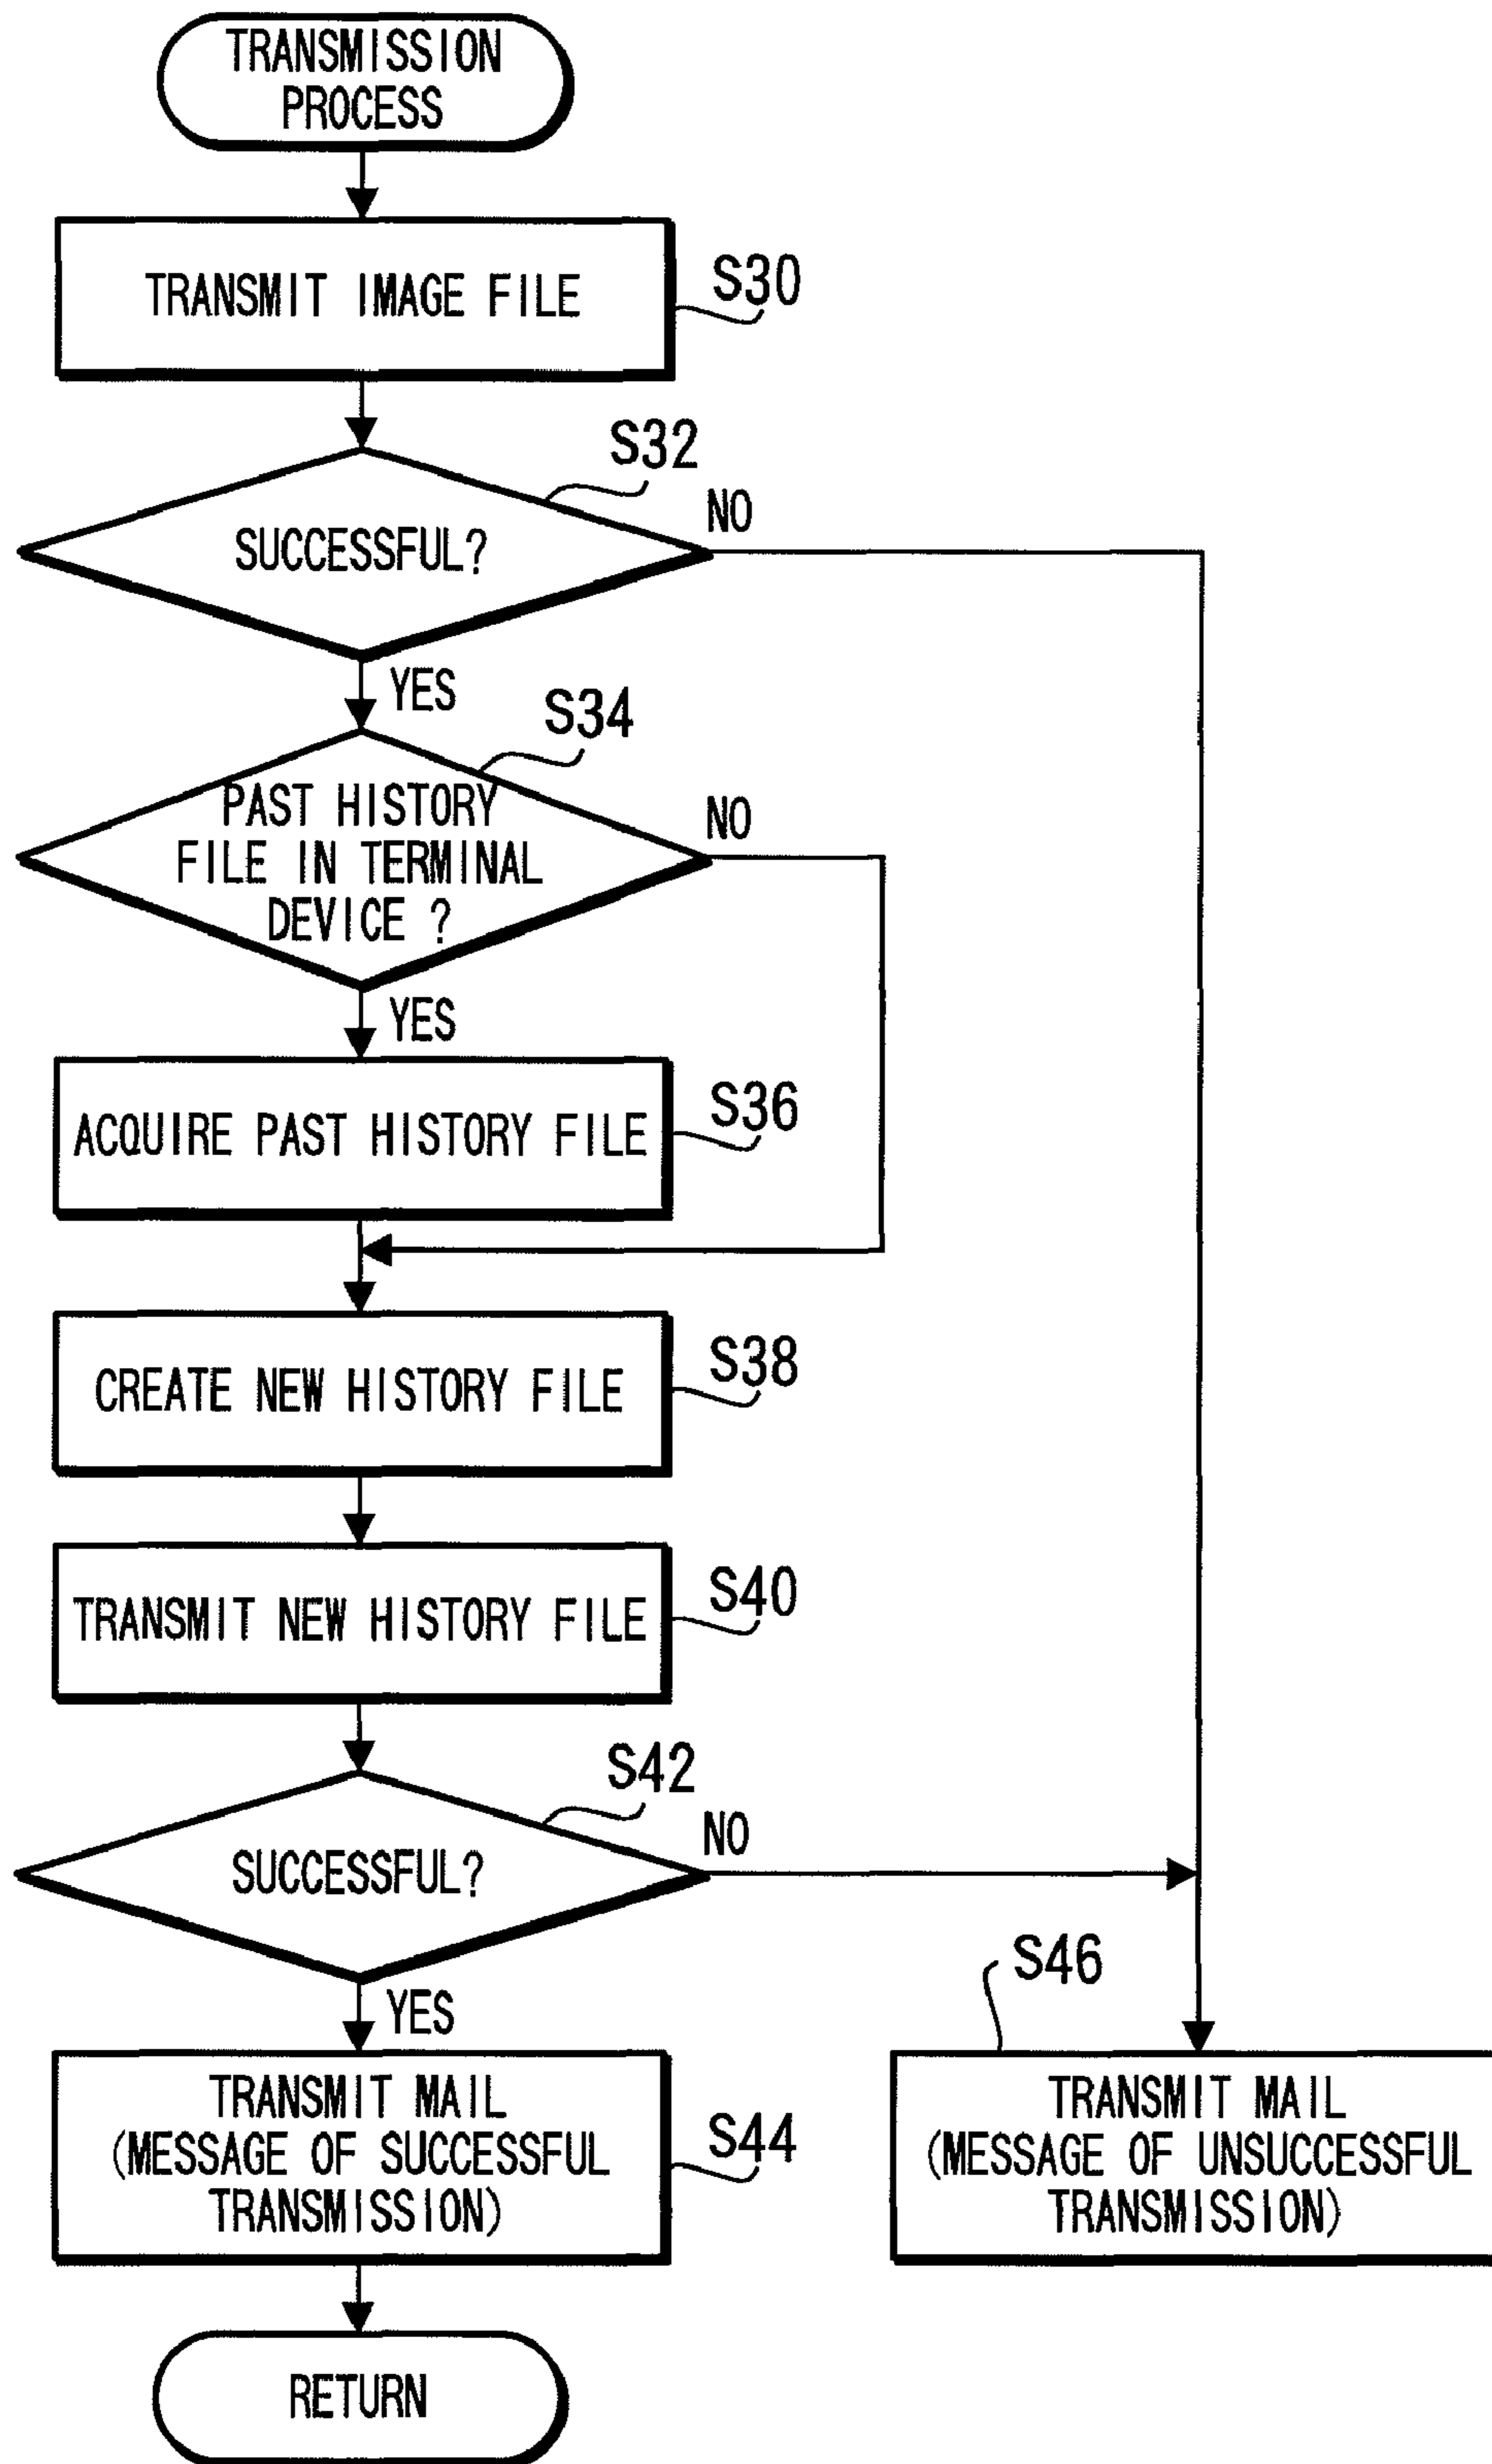 TRANSMISSION
PROCESS
TRANSMIT IMAGE FILE
S30
S32
SUCCESSFUL?
NO
YES
S34
PAST HISTORY
FILE IN TERMINAL
DEVICE ?
NO
YES
ACQUIRE PAST HISTORY FILE
S36
CREATE NEW HISTORY FILE
S38
TRANSMIT NEW HISTORY FILE
S40
S42
SUCCESSFUL?
NO
YES
S46
TRANSMIT MAIL
(MESSAGE OF SUCCESSFUL
TRANSMISSION)
S44
TRANSMIT MAIL
(MESSAGE OF UNSUCCESSFUL
TRANSMISSION)
RETURN